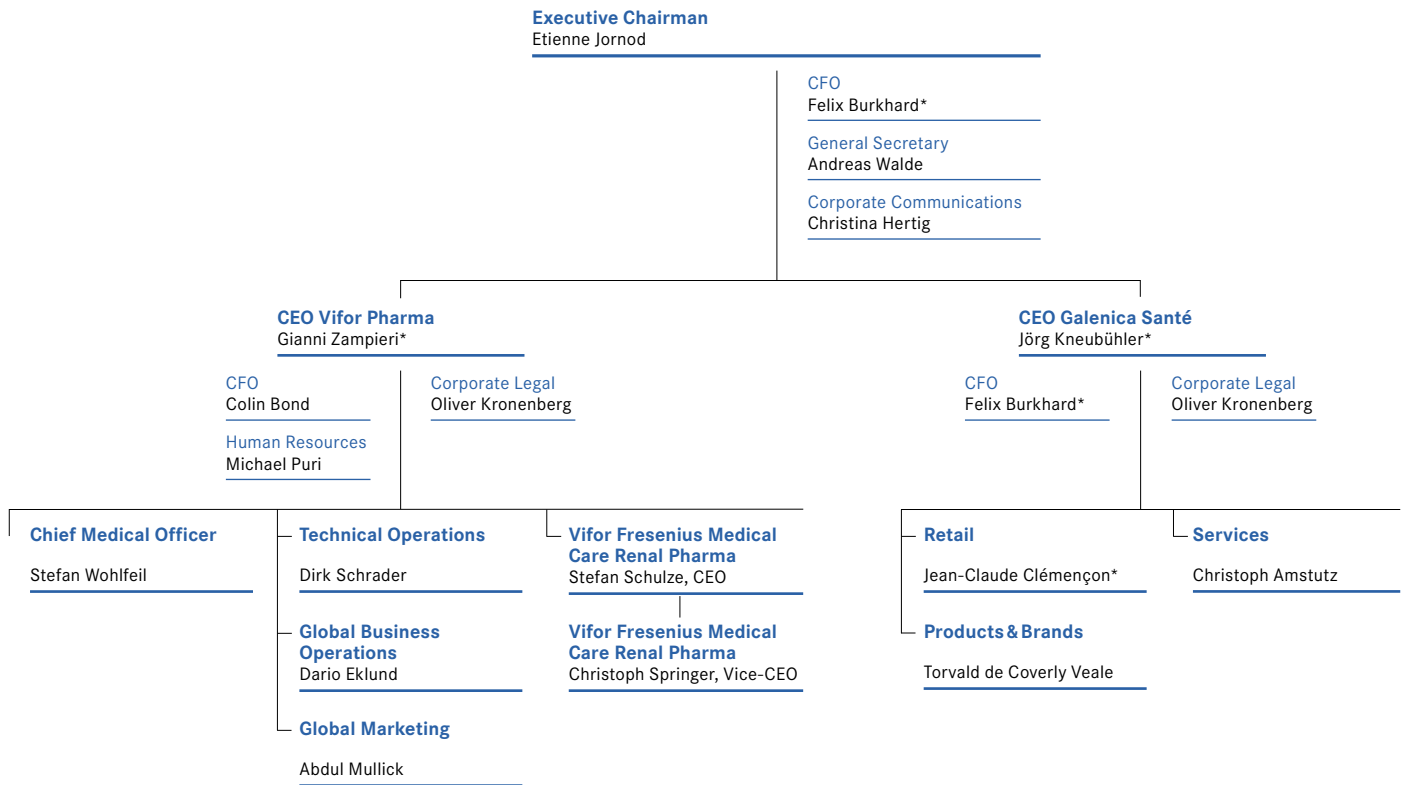 Executive Chairman
Etienne Jornod
CFO
Felix Burkhard*
General Secretary
Andreas Walde
Corporate Communications
Christina Hertig
CEO Vifor Pharma
Gianni Zampieri*
CFO
Colin Bond
Human Resources
Michael Puri
Corporate Legal
Oliver Kronenberg
CEO Galenica Santé
Jörg Kneubühler*
CFO
Felix Burkhard*
Corporate Legal
Oliver Kronenberg
Chief Medical Officer
Stefan Wohlfeil
Technical Operations
Dirk Schrader
Global Business
Operations
Dario Eklund
Global Marketing
Abdul Mullick
Vifor Fresenius Medical
Care Renal Pharma
Stefan Schulze, CEO
Vifor Fresenius Medical
Care Renal Pharma
Christoph Springer, Vice-CEO
Retail
Jean-Claude Clémençon*
Products & Brands
Torvald de Coverly Veale
Services
Christoph Amstutz